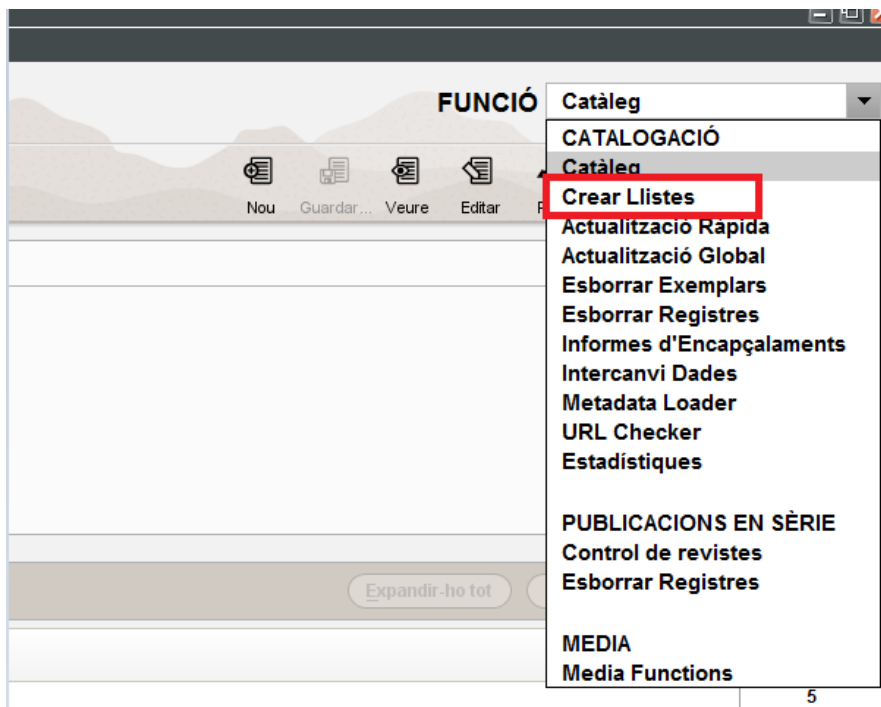 FUNCIÓ Catàleg
Nou Guardar... Veure Editar
CATALOGACIÓ
Catàleg
Crear Llistes
Actualització Ràpida
Actualització Global
Esborrar Exemplars
Esborrar Registres
Informes d'Encapçalaments
Intercanvi Dades
Metadata Loader
URL Checker
Estadístiques
PUBLICACIONS EN SÈRIE
Control de revistes
Esborrar Registres
MEDIA
Media Functions
Expandir-ho tot
5